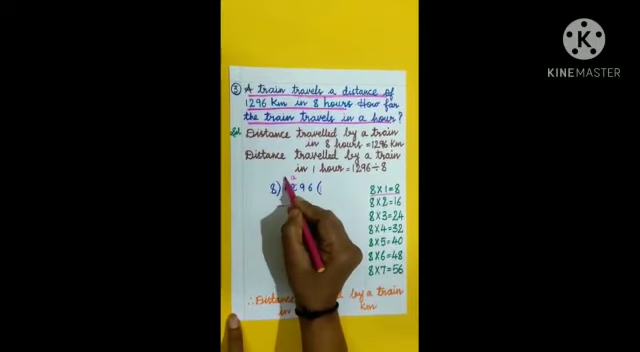 K
KINEMASTER
③ A train travels a distance of
1296 Km in 8 hours How far
the train travels in a hour?
Sol Distance travelled by a train
in 8 hours = 1296 Km
Distance travelled by a train
in 1 hour = 1296 ÷ 8
12
8) 1296 (
8×1=8
8×2=16
8×3=24
8×4=32
8×5=40
8×6=48
8×7=56
∴ Distance by a train
in km